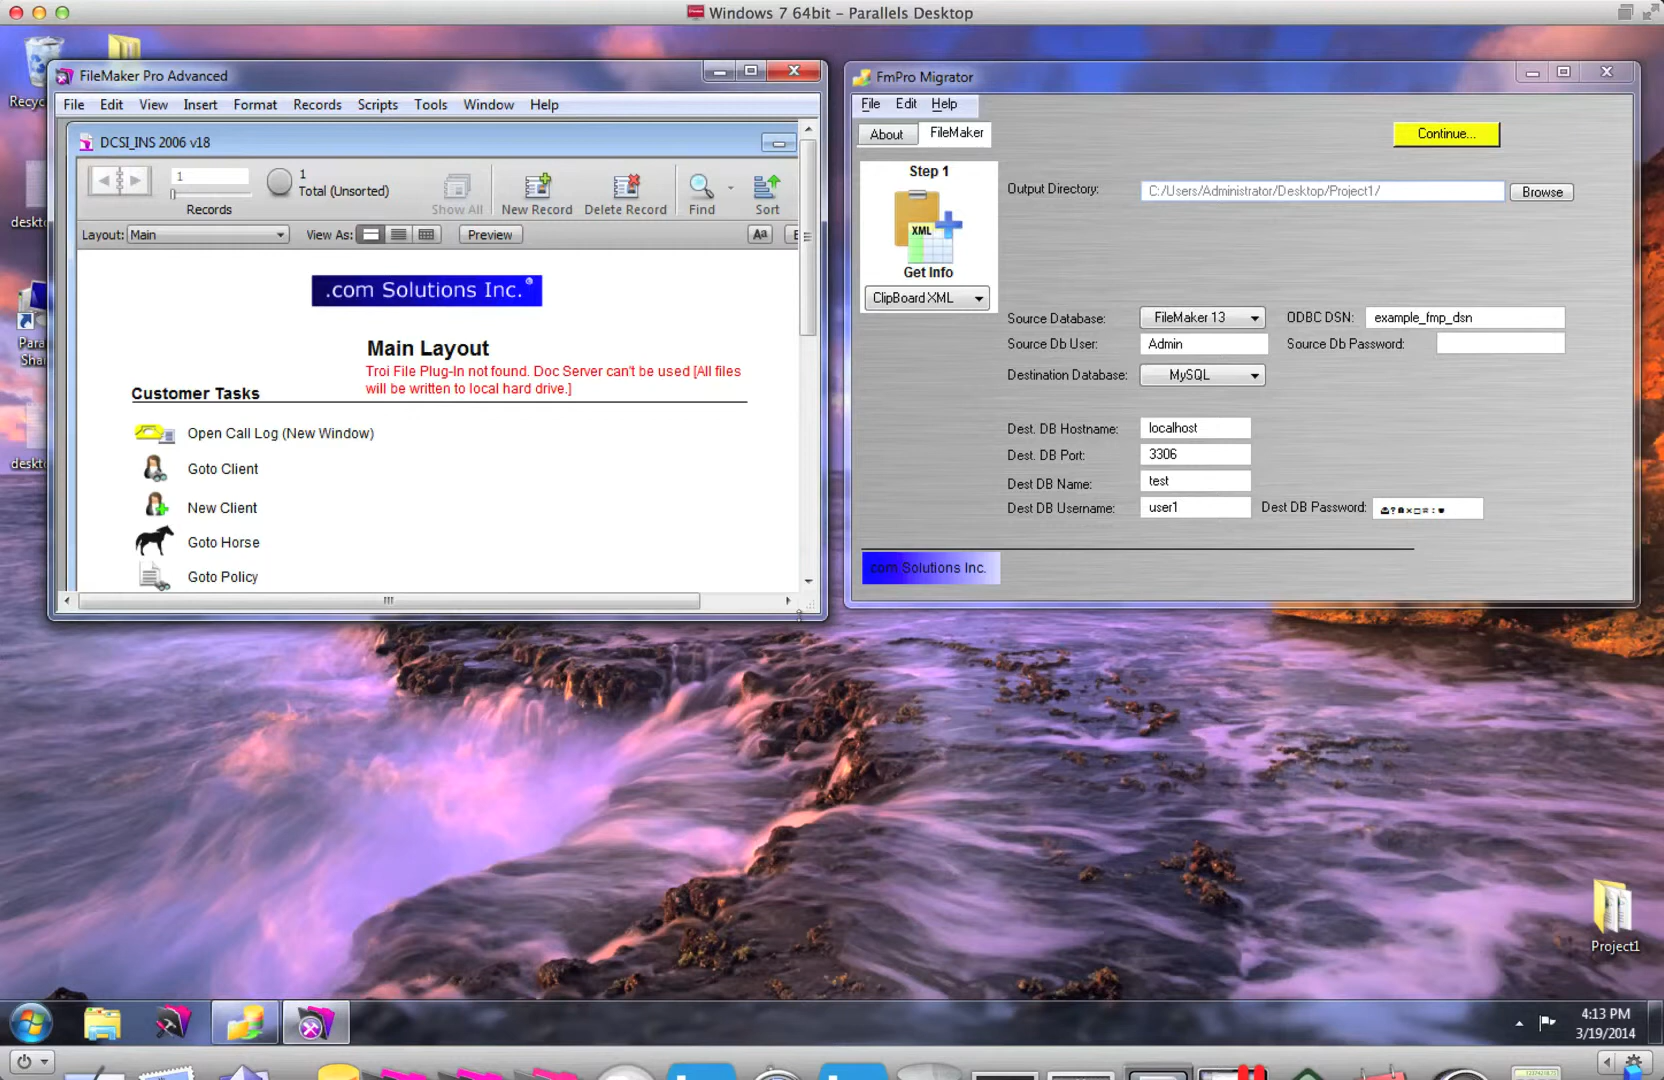 Windows 7 64bit – Parallels Desktop
FileMaker Pro Advanced
File Edit View Insert Format Records Scripts Tools Window Help
DCSI_INS 2006 v18
1
1
Total (Unsorted)
Records
Show All
New Record
Delete Record
Find
Sort
Layout: Main
View As:
Preview
Aa
.com Solutions Inc.®
Main Layout
Troi File Plug-In not found. Doc Server can't be used [All files
will be written to local hard drive.]
Customer Tasks
Open Call Log (New Window)
Goto Client
New Client
Goto Horse
Goto Policy
FmPro Migrator
File Edit Help
About FileMaker
Continue...
Step 1
XML
Get Info
ClipBoard XML
Output Directory: C:/Users/Administrator/Desktop/Project1/ Browse
Source Database: FileMaker 13 ODBC DSN: example_fmp_dsn
Source Db User: Admin Source Db Password:
Destination Database: MySQL
Dest. DB Hostname: localhost
Dest. DB Port: 3306
Dest DB Name: test
Dest DB Username: user1 Dest DB Password:
.com Solutions Inc.
Project1
4:13 PM
3/19/2014